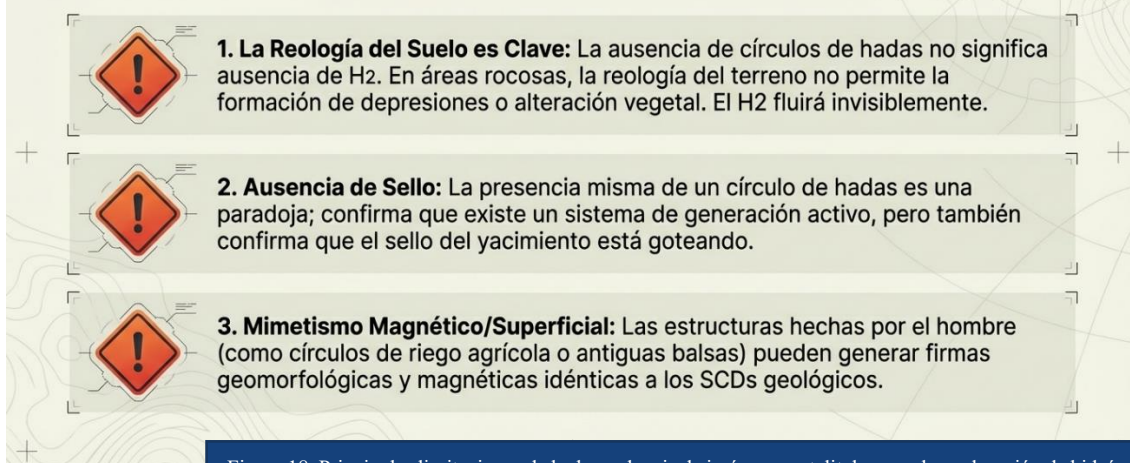 1. La Reología del Suelo es Clave: La ausencia de círculos de hadas no significa
ausencia de H2. En áreas rocosas, la reología del terreno no permite la
formación de depresiones o alteración vegetal. El H2 fluirá invisiblemente.
2. Ausencia de Sello: La presencia misma de un círculo de hadas es una
paradoja; confirma que existe un sistema de generación activo, pero también
confirma que el sello del yacimiento está goteando.
3. Mimetismo Magnético/Superficial: Las estructuras hechas por el hombre
(como círculos de riego agrícola o antiguas balsas) pueden generar firmas
geomorfológicas y magnéticas idénticas a los SCDs geológicos.